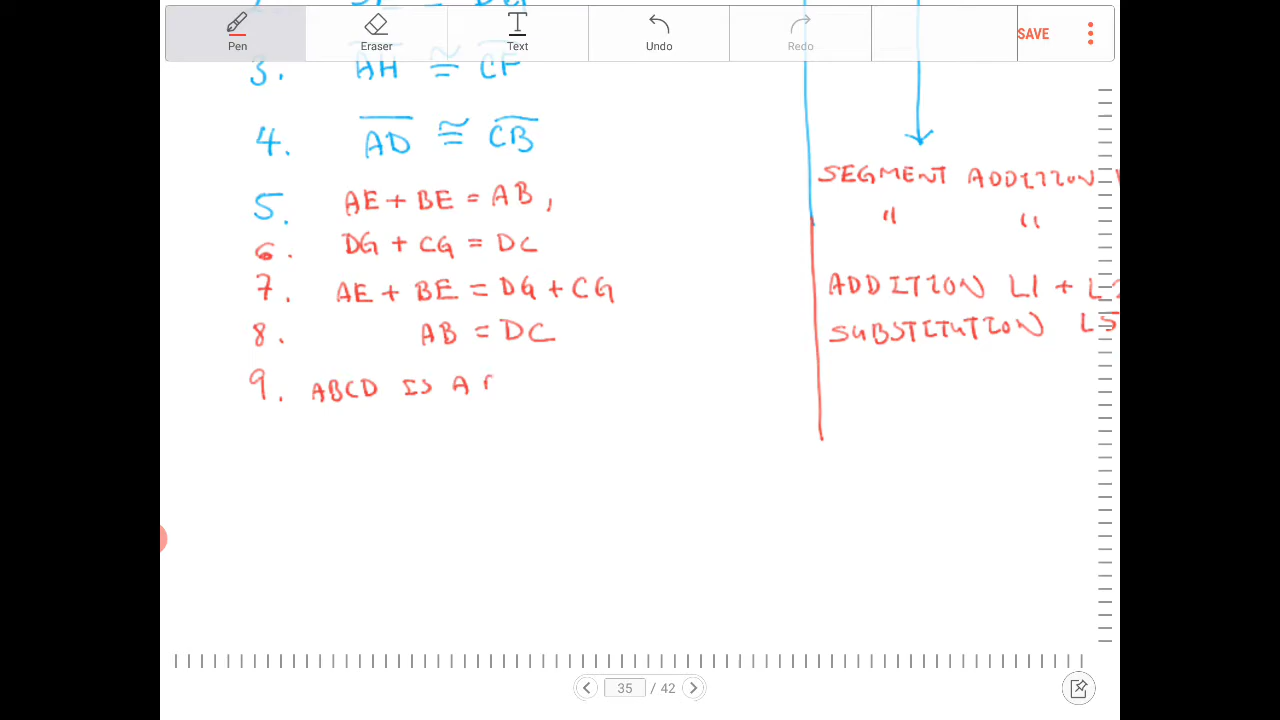 Pen Eraser Text Undo Redo SAVE
3. AH ≅ CF
4. AD ≅ CB
5. AE + BE = AB,
SEGMENT ADDITION
6. DG + CG = DC
" "
7. AE + BE = DG + CG
ADDITION L1 + L2
8. AB = DC
SUBSTITUTION L5
9. ABCD IS A
35 / 42